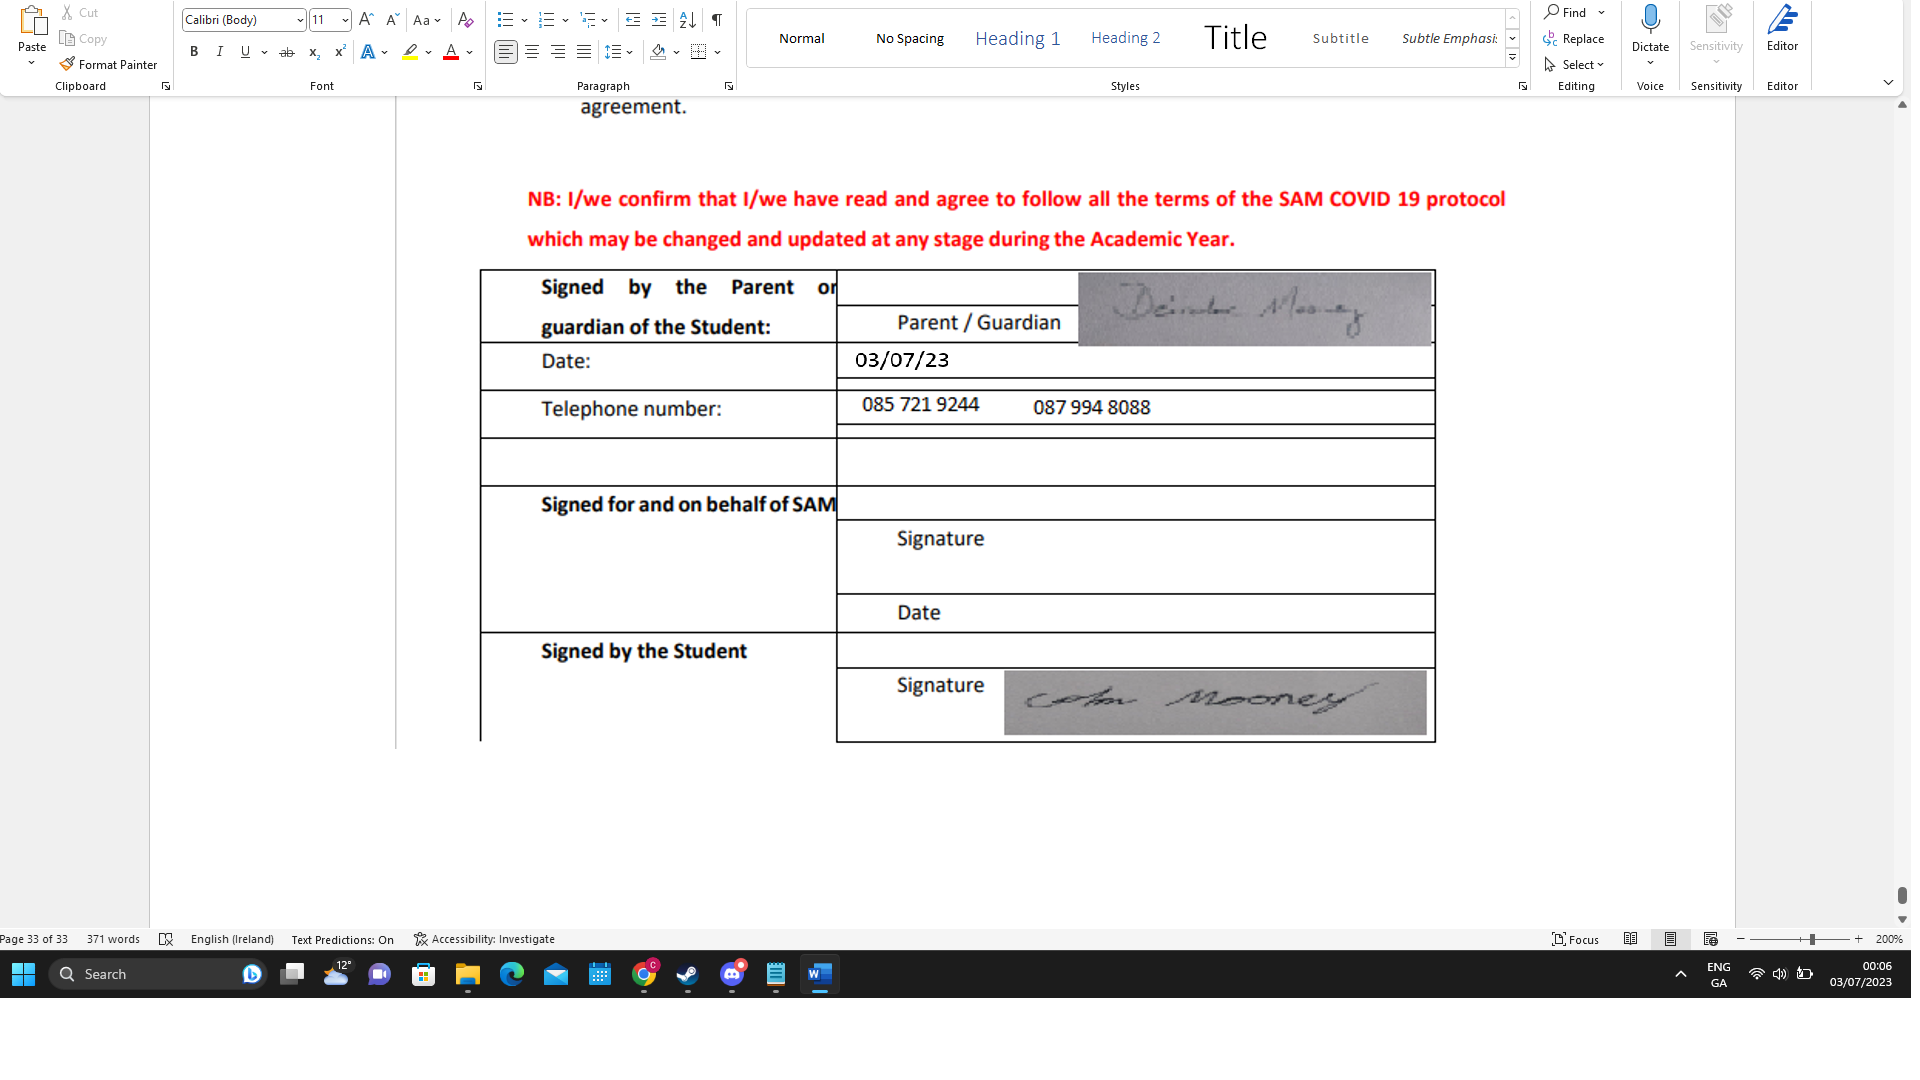 Cut
Copy
Paste
Format Painter
Clipboard
Calibri (Body)
11
Aa
B I U ab x₂ x² A A
Font
Paragraph
Normal
No Spacing
Heading 1
Heading 2
Title
Subtitle
Subtle Emphasi
Styles
Find
Replace
Select
Editing
Dictate
Voice
Sensitivity
Sensitivity
Editor
Editor
agreement.
NB: I/we confirm that I/we have read and agree to follow all the terms of the SAM COVID 19 protocol
which may be changed and updated at any stage during the Academic Year.
Signed by the Parent or
guardian of the Student:
Parent / Guardian
Deirdre Mooney
Date:
03/07/23
Telephone number:
085 721 9244
087 994 8088
Signed for and on behalf of SAM
Signature
Date
Signed by the Student
Signature
Colm Mooney
Page 33 of 33
371 words
English (Ireland)
Text Predictions: On
Accessibility: Investigate
Focus
200%
Search
12°
ENG
GA
00:06
03/07/2023